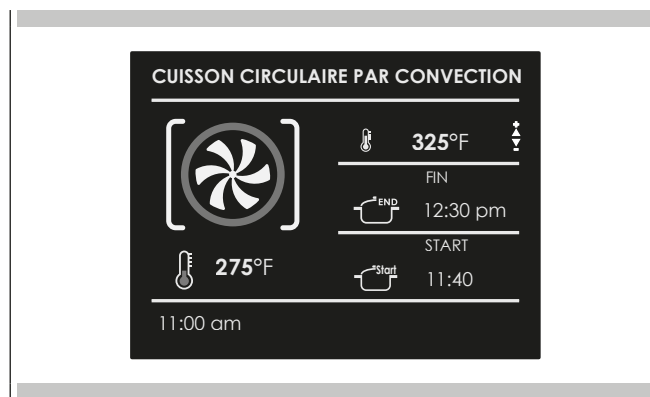 CUISSON CIRCULAIRE PAR CONVECTION
325°F
FIN
END
12:30 pm
START
Start
11:40
275°F
11:00 am